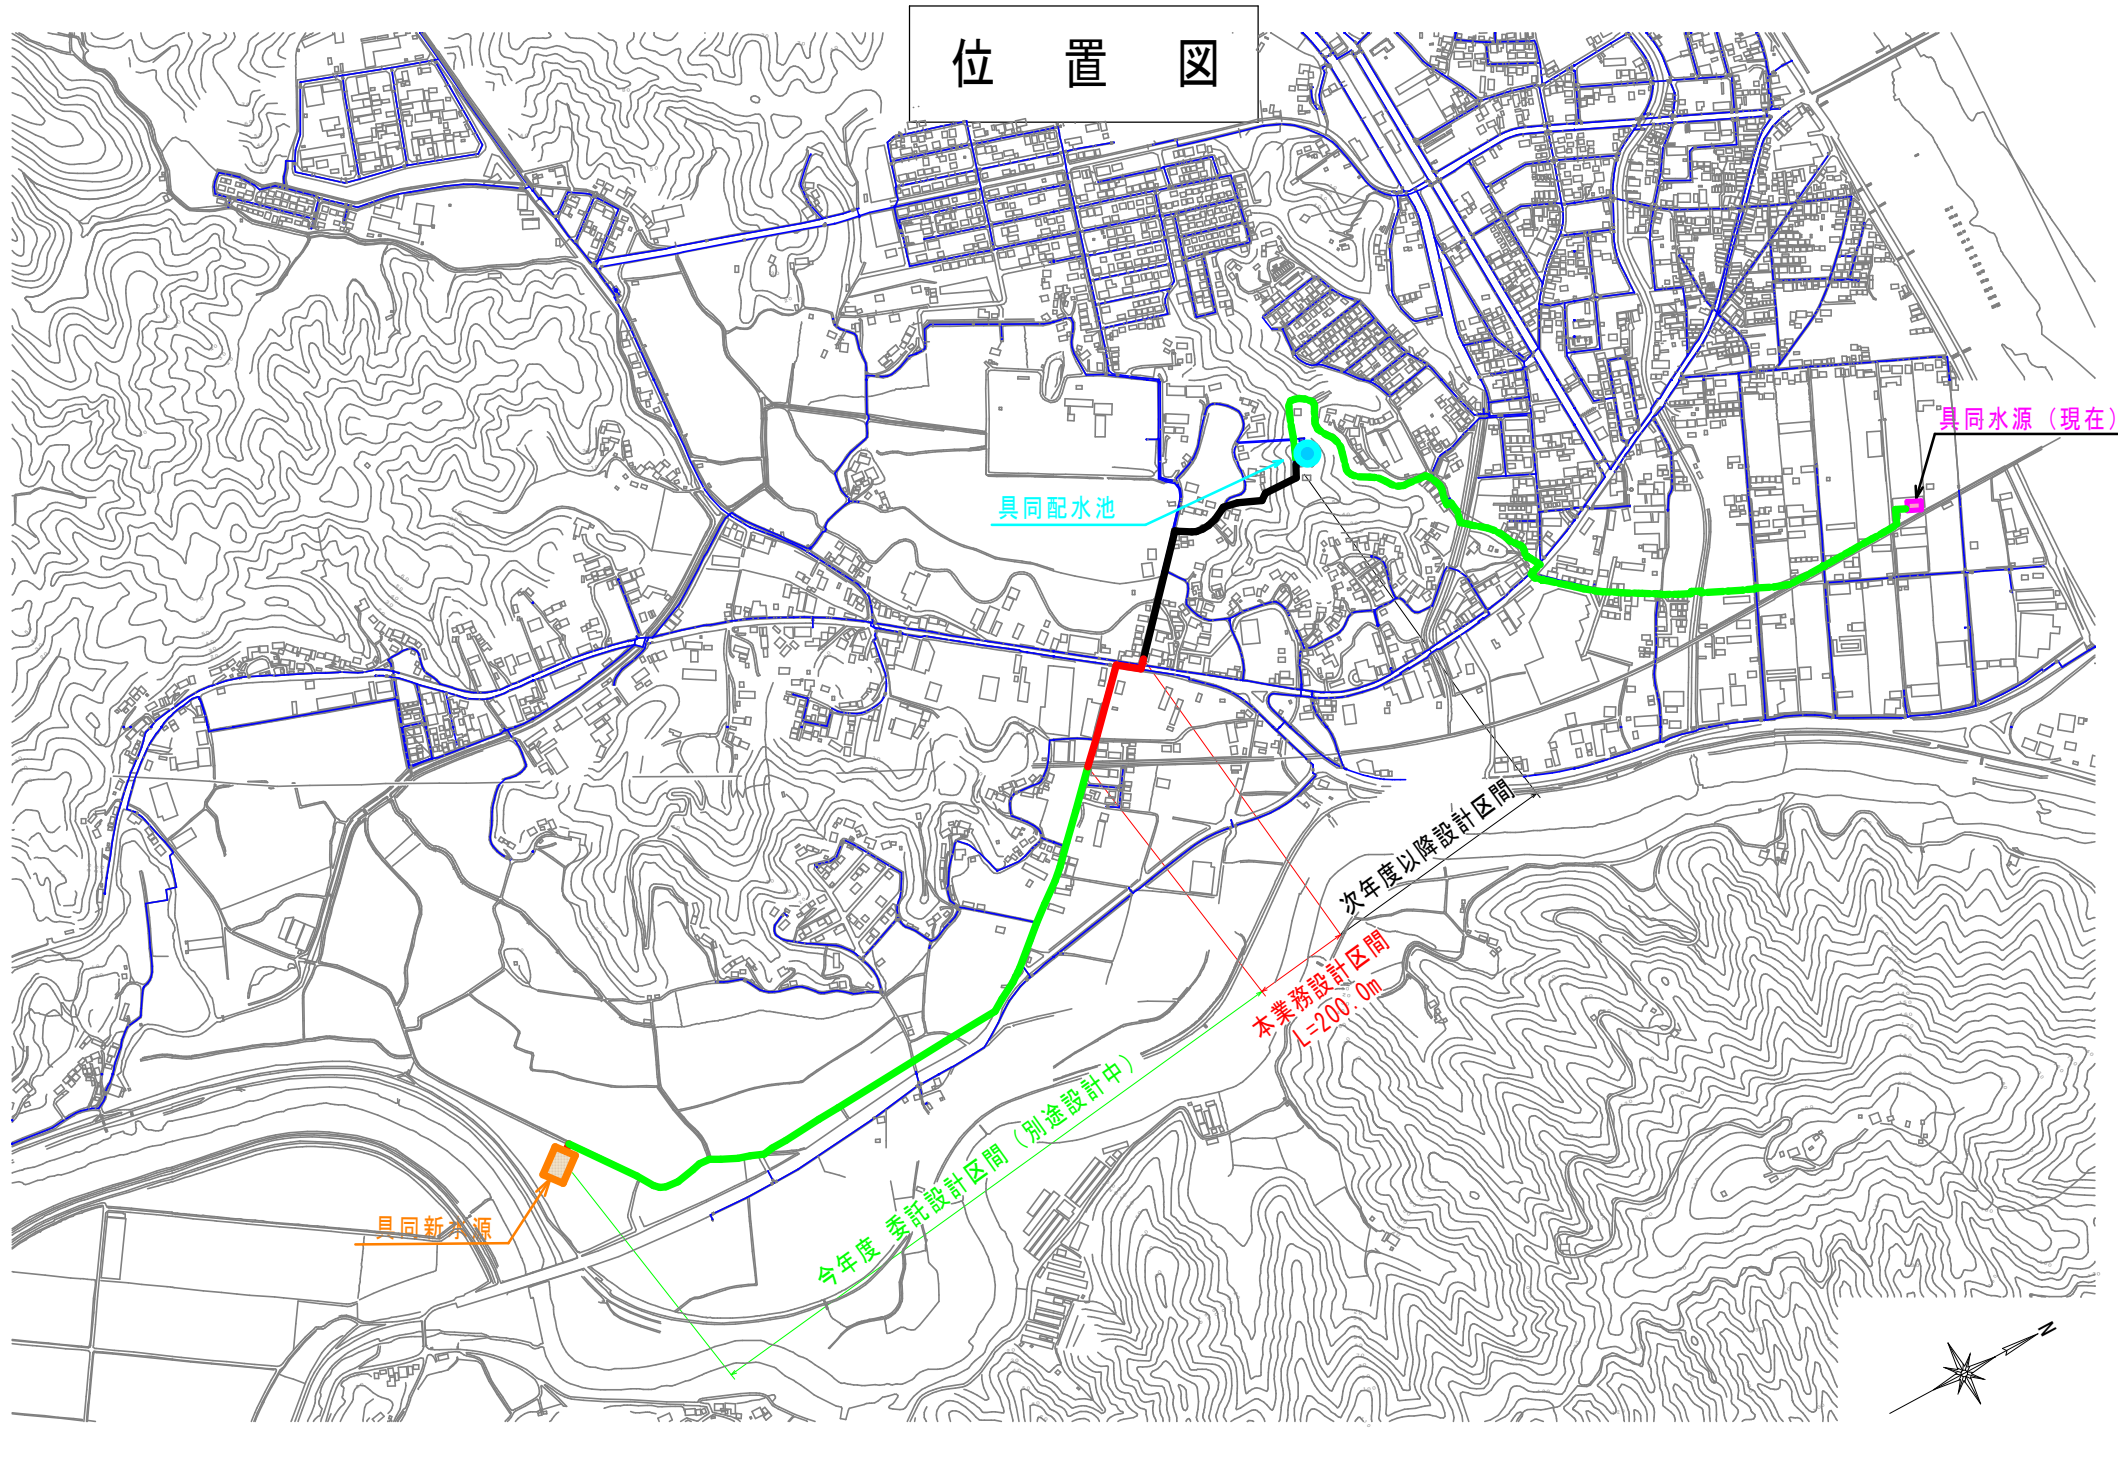 位 置 図
具同水源（現在）
具同配水池
次年度以降設計区間
本業務設計区間
L=200.0m
今年度 委託設計区間（別途設計中）
具同新水源
N